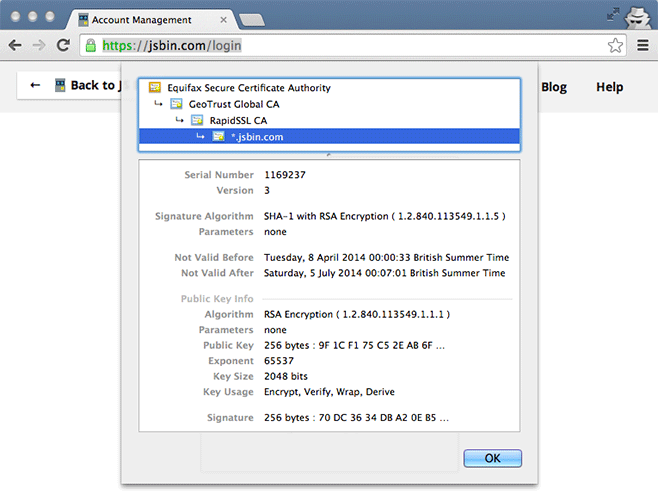 Account Management
https://jsbin.com/login
Back to J
Blog
Help
Equifax Secure Certificate Authority
GeoTrust Global CA
RapidSSL CA
*.jsbin.com
Serial Number 1169237
Version 3
Signature Algorithm SHA-1 with RSA Encryption ( 1.2.840.113549.1.1.5 )
Parameters none
Not Valid Before Tuesday, 8 April 2014 00:00:33 British Summer Time
Not Valid After Saturday, 5 July 2014 00:07:01 British Summer Time
Public Key Info
Algorithm RSA Encryption ( 1.2.840.113549.1.1.1 )
Parameters none
Public Key 256 bytes : 9F 1C F1 75 C5 2E AB 6F ...
Exponent 65537
Key Size 2048 bits
Key Usage Encrypt, Verify, Wrap, Derive
Signature 256 bytes : 70 DC 36 34 DB A2 0E B5 ...
OK